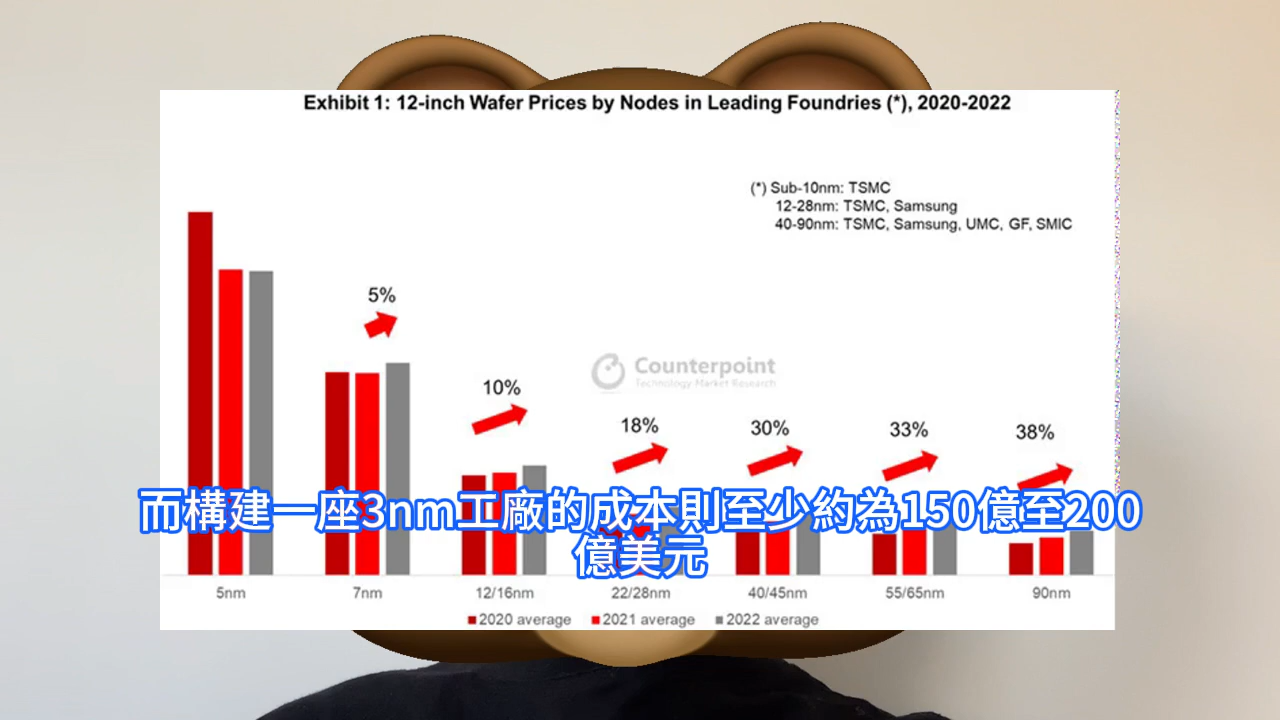 Exhibit 1: 12-inch Wafer Prices by Nodes in Leading Foundries (*), 2020-2022
(*) Sub-10nm: TSMC
12-28nm: TSMC, Samsung
40-90nm: TSMC, Samsung, UMC, GF, SMIC
5%
10%
18%
30%
33%
38%
Counterpoint
Technology Market Research
而構建一座3nm工廠的成本則至少約為150億至200
億美元
5nm
7nm
12/16nm
22/28nm
40/45nm
55/65nm
90nm
2020 average
2021 average
2022 average